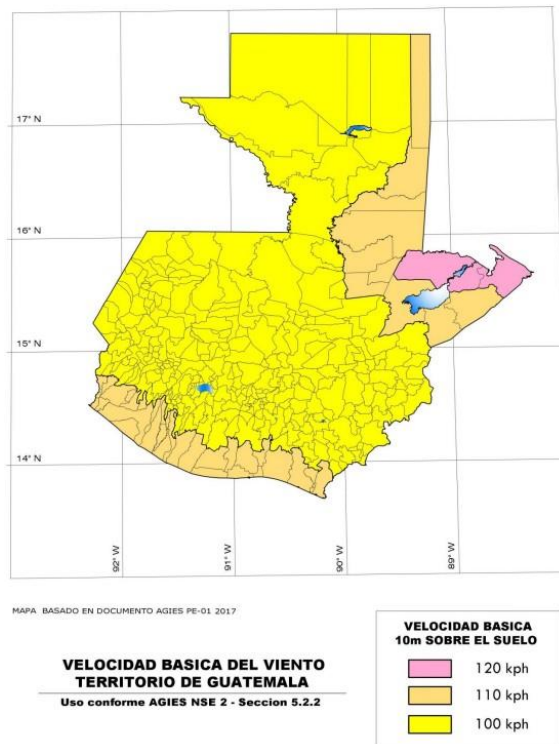 17° N
16° N
15° N
14° N
92° W
91° W
90° W
89° W
MAPA BASADO EN DOCUMENTO AGIES PE-01 2017
VELOCIDAD BASICA DEL VIENTO
TERRITORIO DE GUATEMALA
Uso conforme AGIES NSE 2 - Seccion 5.2.2
VELOCIDAD BASICA
10m SOBRE EL SUELO
120 kph
110 kph
100 kph